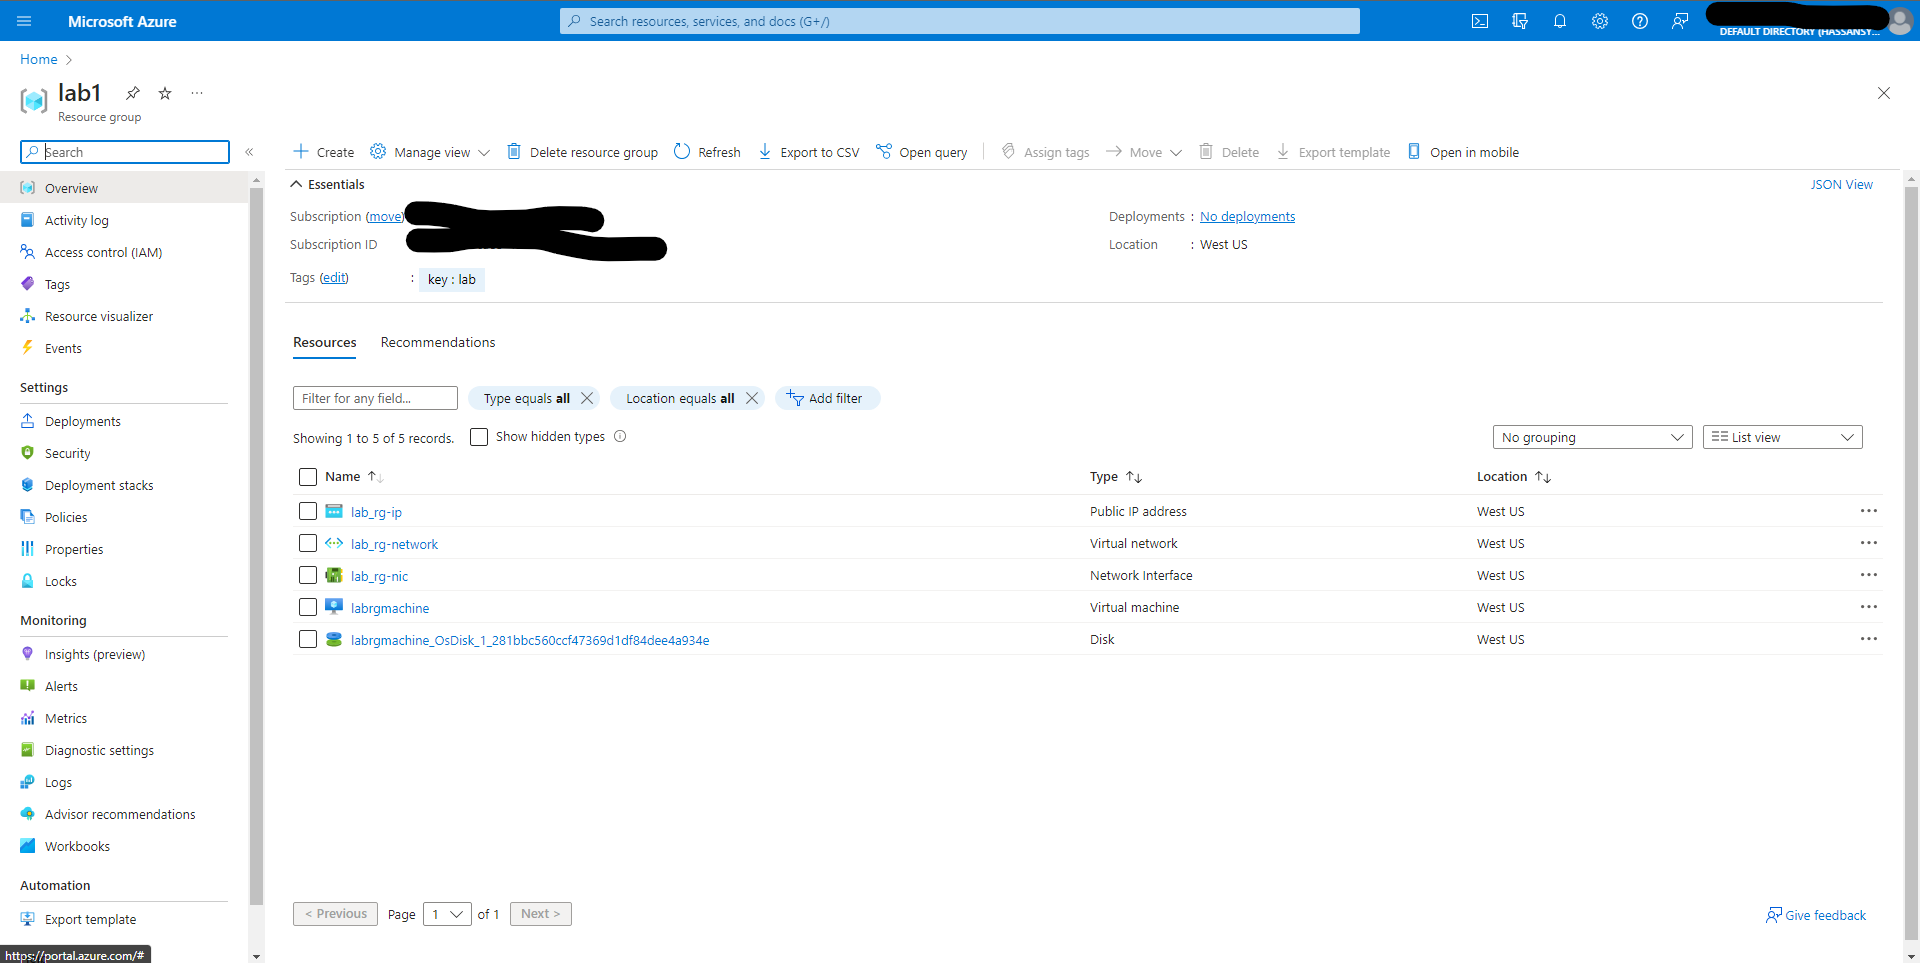 Microsoft Azure
Search resources, services, and docs (G+/)
DEFAULT DIRECTORY (HASSANSY...
Home >
lab1
Resource group
Search
Overview
Activity log
Access control (IAM)
Tags
Resource visualizer
Events
Settings
Deployments
Security
Deployment stacks
Policies
Properties
Locks
Monitoring
Insights (preview)
Alerts
Metrics
Diagnostic settings
Logs
Advisor recommendations
Workbooks
Automation
Export template
https://portal.azure.com/#
Create Manage view Delete resource group Refresh Export to CSV Open query Assign tags Move Delete Export template Open in mobile
Essentials JSON View
Subscription (move) Deployments : No deployments
Subscription ID Location : West US
Tags (edit) : key : lab
Resources Recommendations
Filter for any field... Type equals all Location equals all Add filter
Showing 1 to 5 of 5 records. Show hidden types No grouping List view
Name Type Location
lab_rg-ip Public IP address West US
lab_rg-network Virtual network West US
lab_rg-nic Network Interface West US
labrgmachine Virtual machine West US
labrgmachine_OsDisk_1_281bbc560ccf47369d1df84dee4a934e Disk West US
< Previous Page 1 of 1 Next > Give feedback